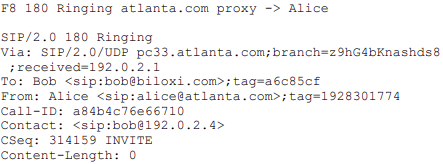 F8 180 Ringing atlanta.com proxy -> Alice

SIP/2.0 180 Ringing
Via: SIP/2.0/UDP pc33.atlanta.com;branch=z9hG4bKnashds8
 ;received=192.0.2.1
To: Bob <sip:bob@biloxi.com>;tag=a6c85cf
From: Alice <sip:alice@atlanta.com>;tag=1928301774
Call-ID: a84b4c76e66710
Contact: <sip:bob@192.0.2.4>
CSeq: 314159 INVITE
Content-Length: 0